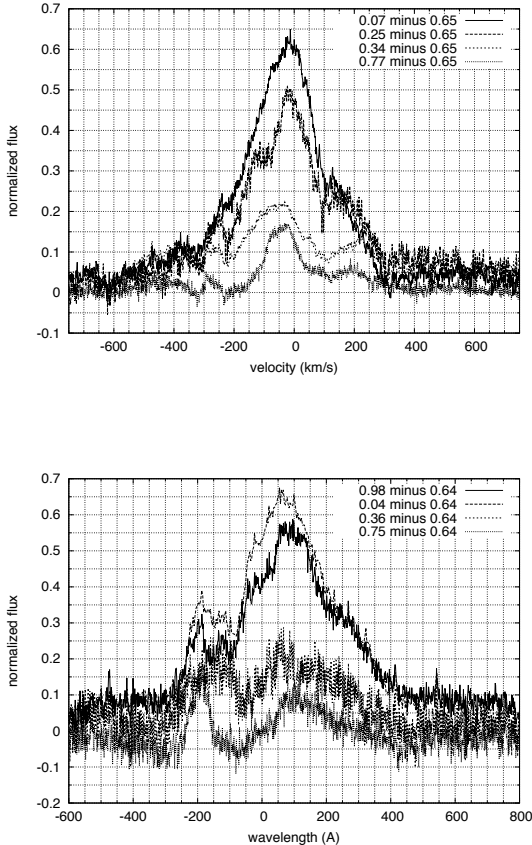 0.7
0.6
0.5
0.4
0.3
0.2
0.1
0
-0.1
normalized flux
0.07 minus 0.65
0.25 minus 0.65
0.34 minus 0.65
0.77 minus 0.65
-600 -400 -200 0 200 400 600
velocity (km/s)
0.7
0.6
0.5
0.4
0.3
0.2
0.1
0
-0.1
-0.2
normalized flux
0.98 minus 0.64
0.04 minus 0.64
0.36 minus 0.64
0.75 minus 0.64
-600 -400 -200 0 200 400 600 800
wavelength (A)